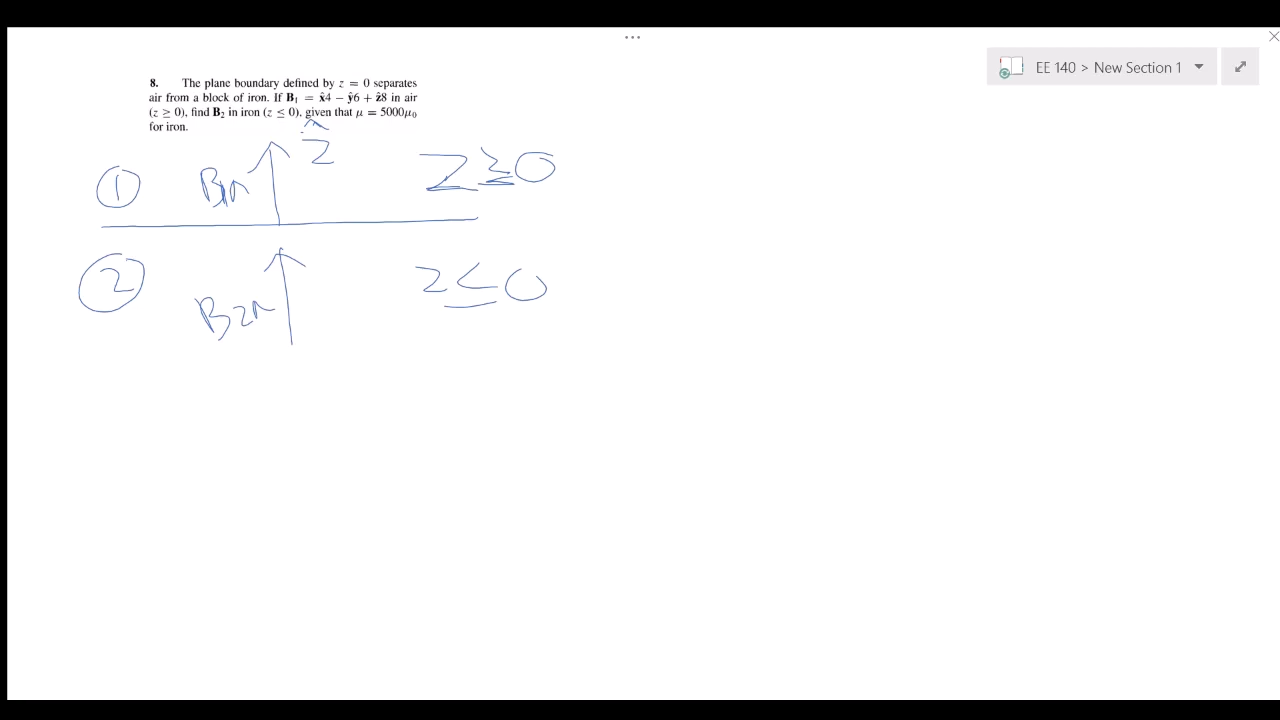 EE 140 > New Section 1
8. The plane boundary defined by z = 0 separates
air from a block of iron. If B₁ = x̂4 − ŷ6 + ẑ8 in air
(z ≥ 0), find B₂ in iron (z ≤ 0), given that μ = 5000μ₀
for iron.
ẑ
① B1n z ≥ 0
② B2n z ≤ 0